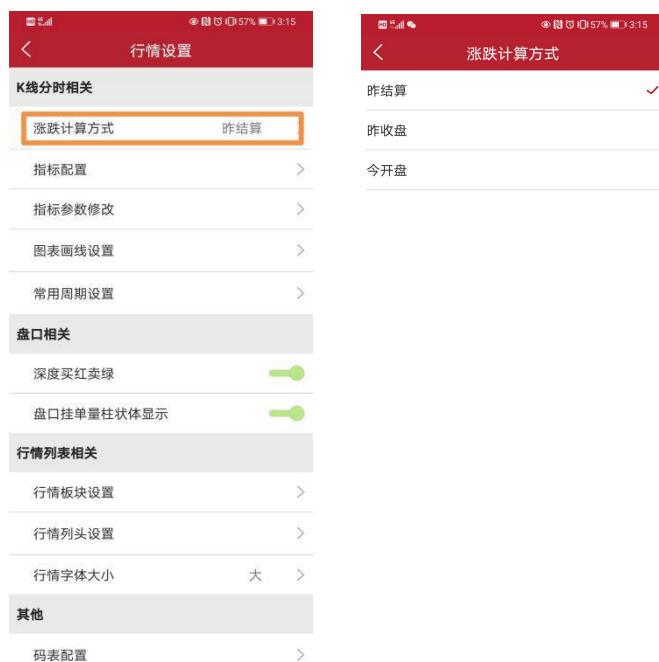 57% 3:15
行情设置
K线分时相关
涨跌计算方式 昨结算
指标配置
指标参数修改
图表画线设置
常用周期设置
盘口相关
深度买红卖绿
盘口挂单量柱状体显示
行情列表相关
行情板块设置
行情列头设置
行情字体大小 大
其他
码表配置
57% 3:15
涨跌计算方式
昨结算
昨收盘
今开盘